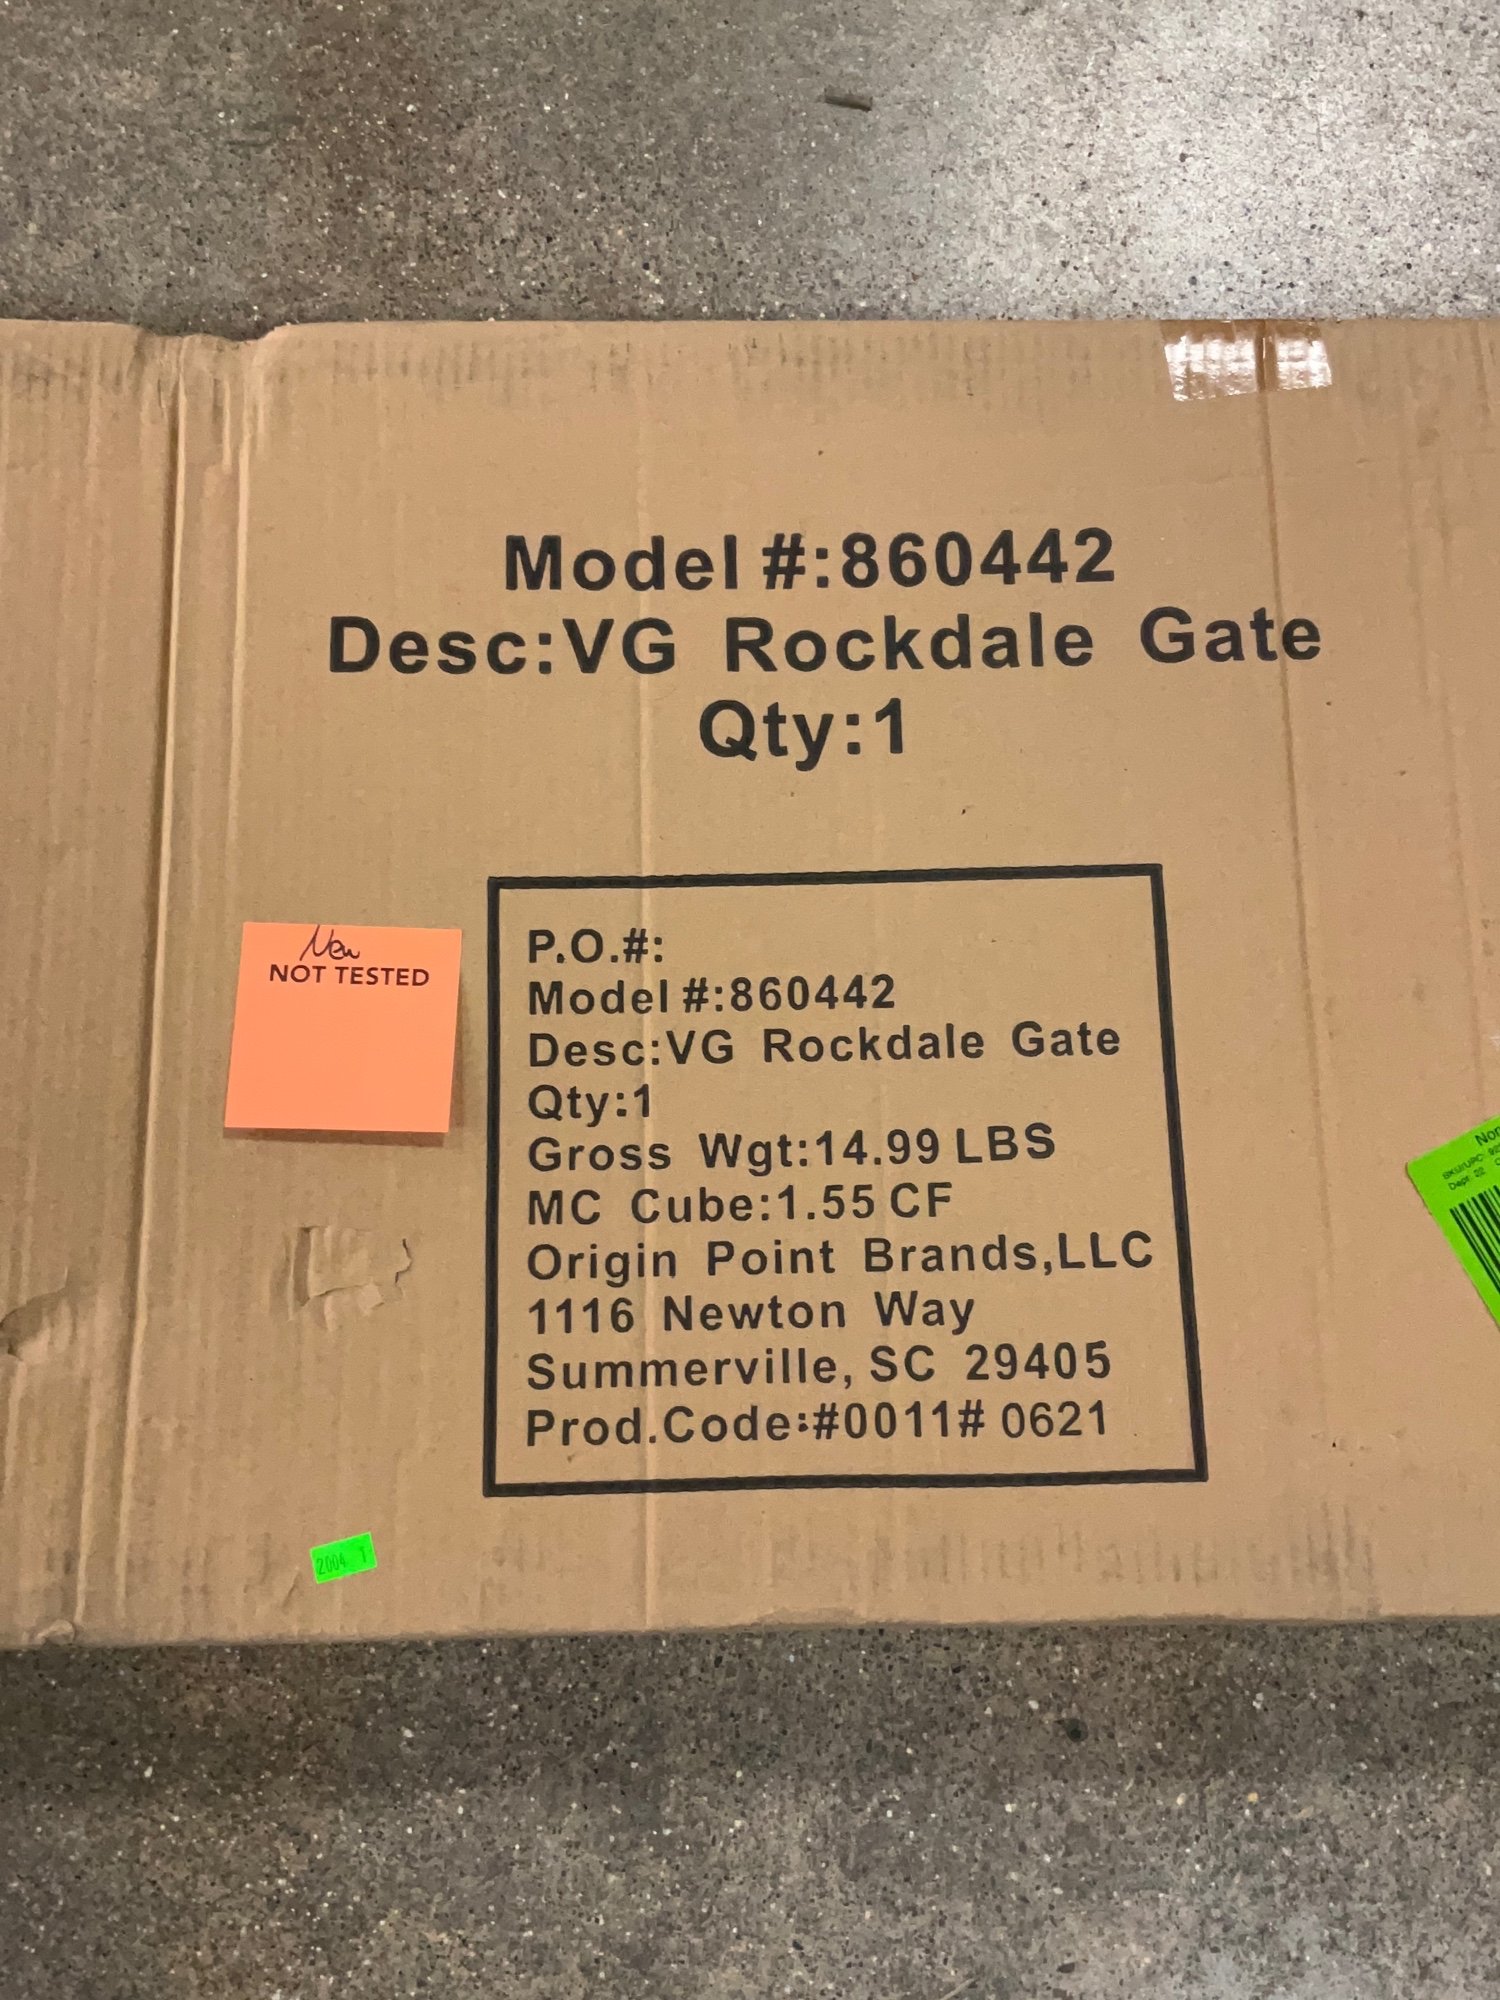 Model #:860442
Desc:VG Rockdale Gate
Qty:1
New
NOT TESTED
P.O.#:
Model #:860442
Desc:VG Rockdale Gate
Qty:1
Gross Wgt:14.99 LBS
MC Cube:1.55 CF
Origin Point Brands,LLC
1116 Newton Way
Summerville, SC 29405
Prod.Code:#0011# 0621
2004 1